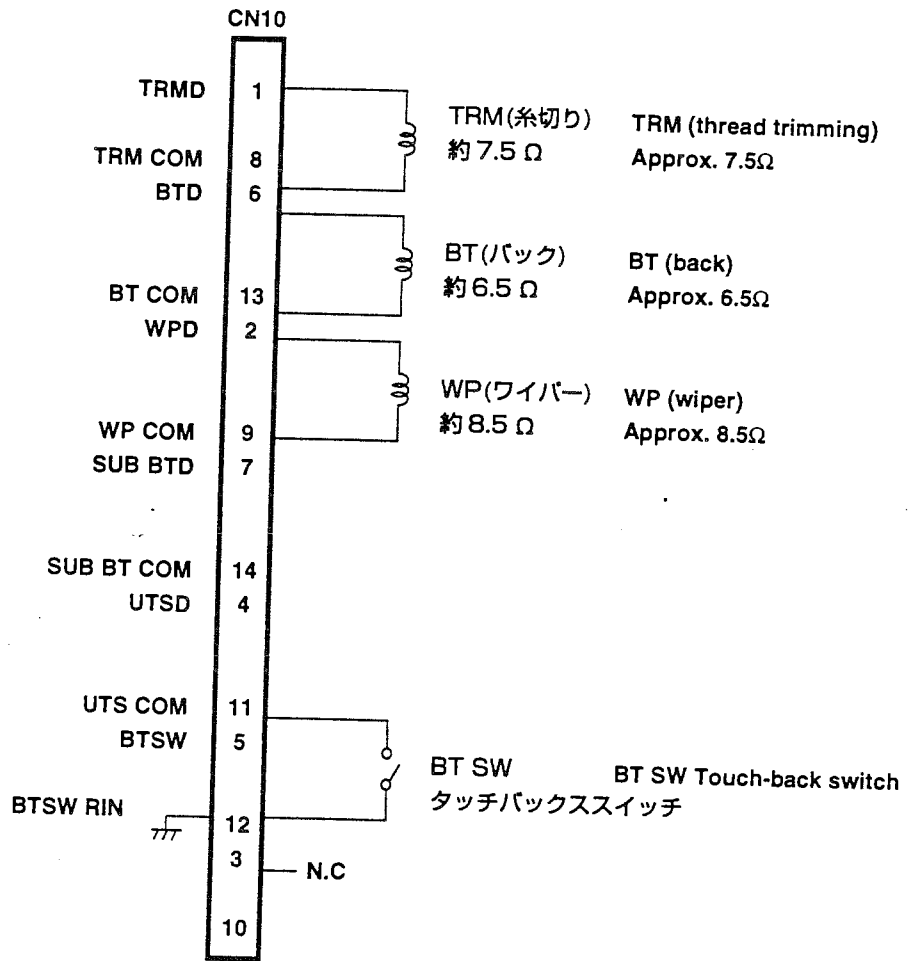 CN10
TRMD 1
TRM(糸切り) TRM (thread trimming)
約7.5 Ω Approx. 7.5Ω
TRM COM 8
BTD 6
BT(バック) BT (back)
約6.5 Ω Approx. 6.5Ω
BT COM 13
WPD 2
WP(ワイパー) WP (wiper)
約8.5 Ω Approx. 8.5Ω
WP COM 9
SUB BTD 7
SUB BT COM 14
UTSD 4
UTS COM 11
BTSW 5
BT SW BT SW Touch-back switch
タッチバックススイッチ
BTSW RIN 12
3 N.C
10